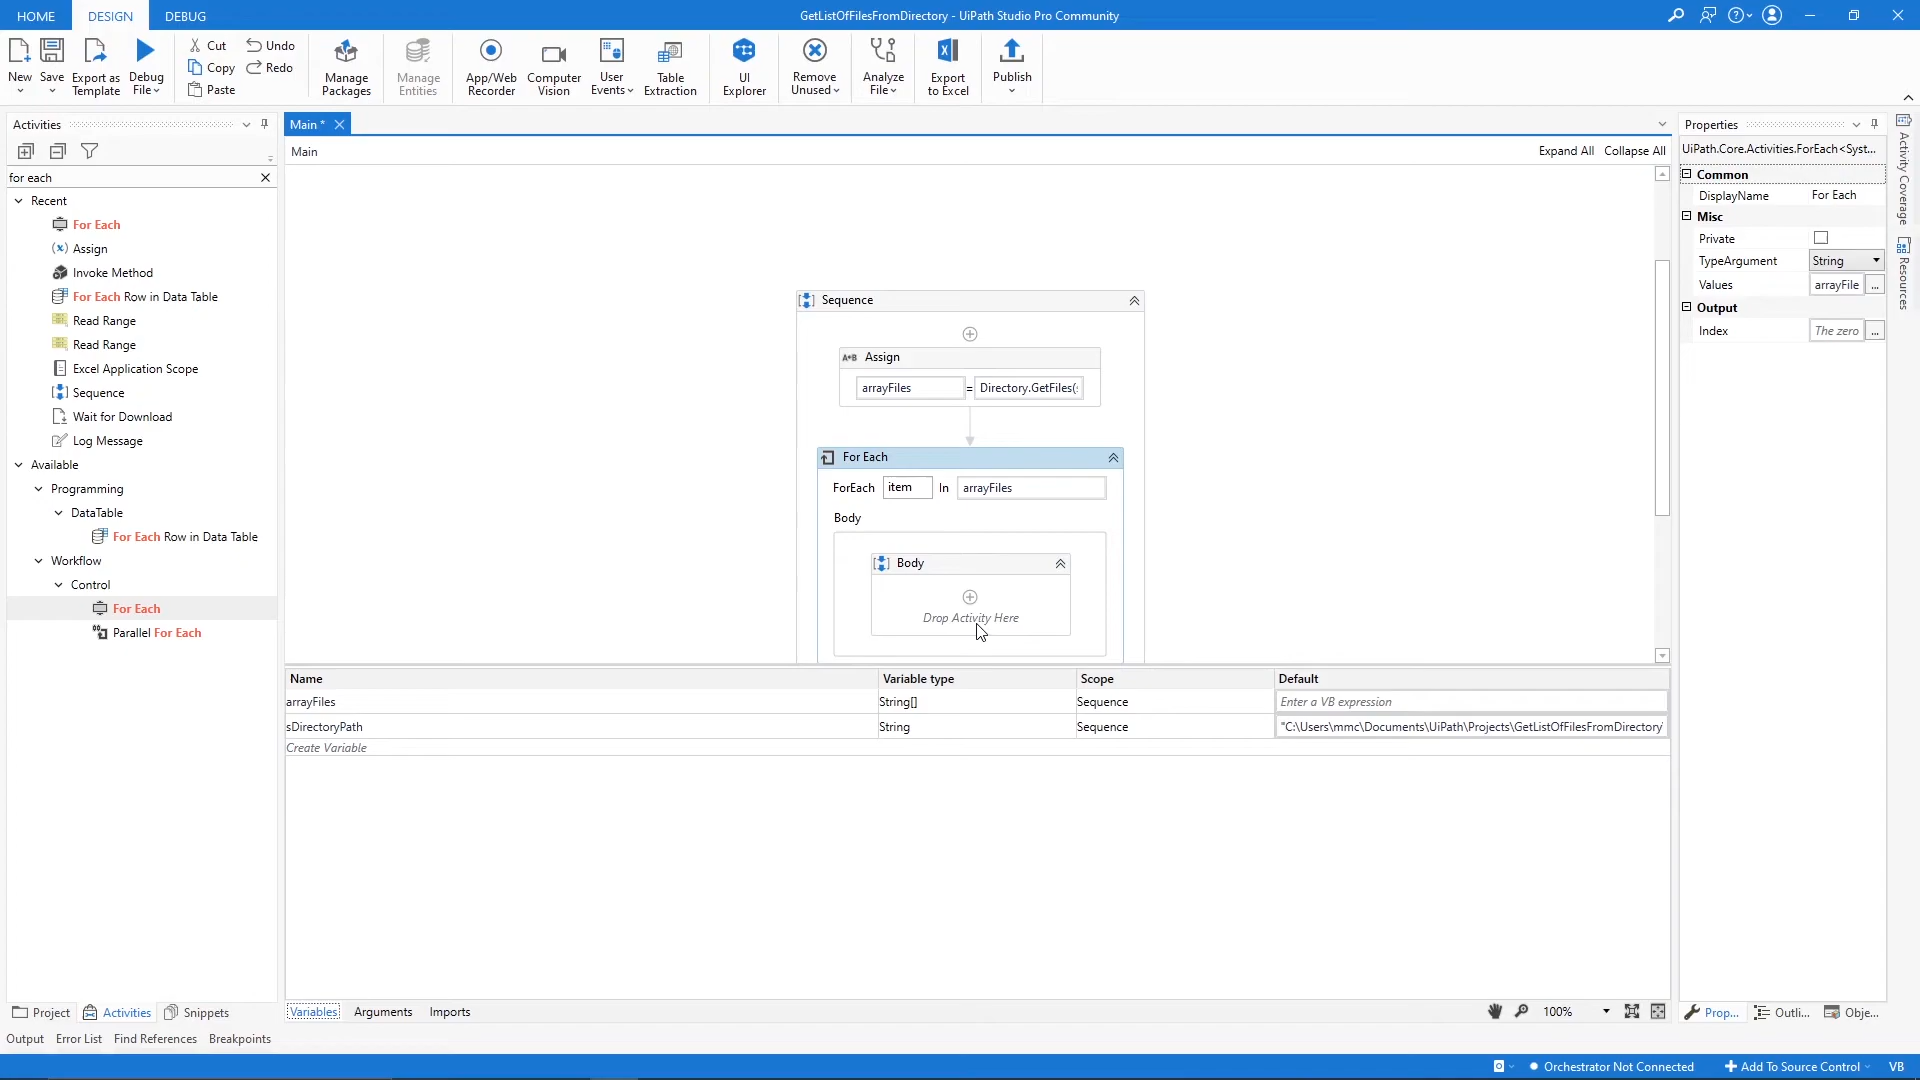 HOME DESIGN DEBUG
GetListOfFilesFromDirectory - UiPath Studio Pro Community
New
Save
Export as Template
Debug File
Cut
Copy
Paste
Undo
Redo
Manage Packages
Manage Entities
App/Web Recorder
Computer Vision
User Events
Table Extraction
UI Explorer
Remove Unused
Analyze File
Export to Excel
Publish
Activities
for each
Recent
For Each
Assign
Invoke Method
For Each Row in Data Table
Read Range
Read Range
Excel Application Scope
Sequence
Wait for Download
Log Message
Available
Programming
DataTable
For Each Row in Data Table
Workflow
Control
For Each
Parallel For Each
Project Activities Snippets
Main *
Main
Expand All Collapse All
Sequence
A*B Assign
arrayFiles = Directory.GetFiles(
For Each
ForEach item In arrayFiles
Body
Body
Drop Activity Here
Name Variable type Scope Default
arrayFiles String[] Sequence Enter a VB expression
sDirectoryPath String Sequence "C:\Users\mmc\Documents\UiPath\Projects\GetListOfFilesFromDirectory
Create Variable
Variables Arguments Imports
100%
Properties
UiPath.Core.Activities.ForEach<Syst...
Common
DisplayName For Each
Misc
Private
TypeArgument String
Values arrayFile ...
Output
Index The zero ...
Prop... Outli... Obje...
Activity Coverage
Resources
Output Error List Find References Breakpoints
Orchestrator Not Connected
Add To Source Control
VB